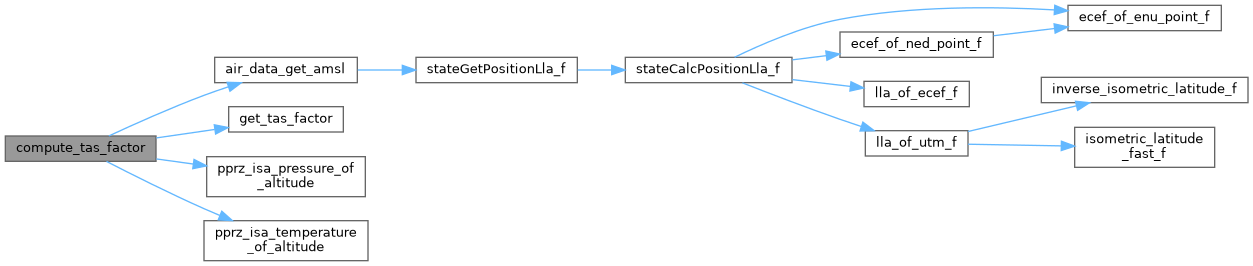 compute_tas_factor
air_data_get_amsl
get_tas_factor
pprz_isa_pressure_of
_altitude
pprz_isa_temperature
_of_altitude
stateGetPositionLla_f
stateCalcPositionLla_f
ecef_of_ned_point_f
lla_of_ecef_f
lla_of_utm_f
ecef_of_enu_point_f
inverse_isometric_latitude_f
isometric_latitude
_fast_f